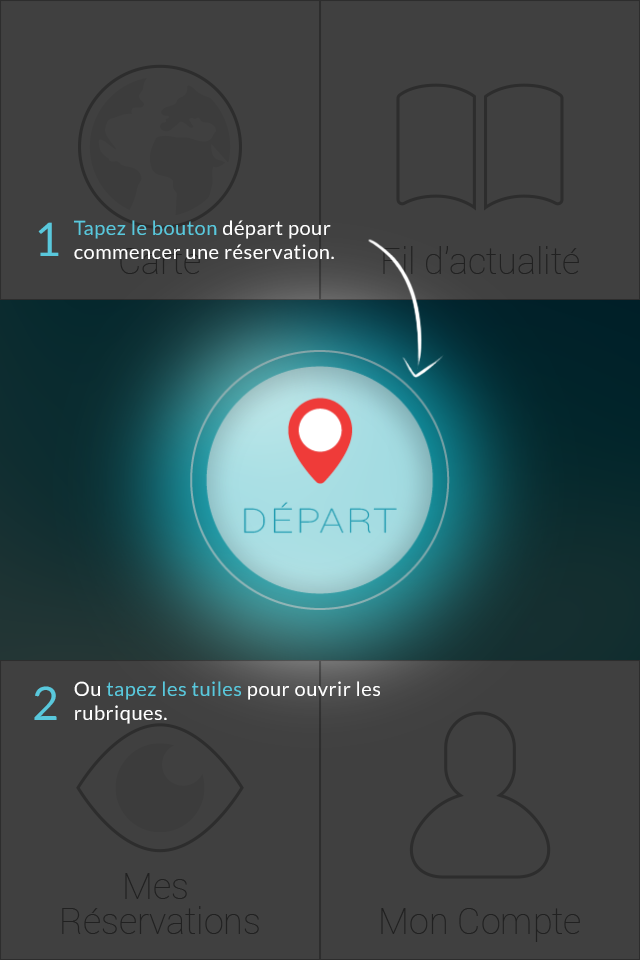 1 Tapez le bouton départ pour
commencer une réservation.
Carte
Fil d'actualité
DÉPART
2 Ou tapez les tuiles pour ouvrir les
rubriques.
Mes
Réservations
Mon Compte